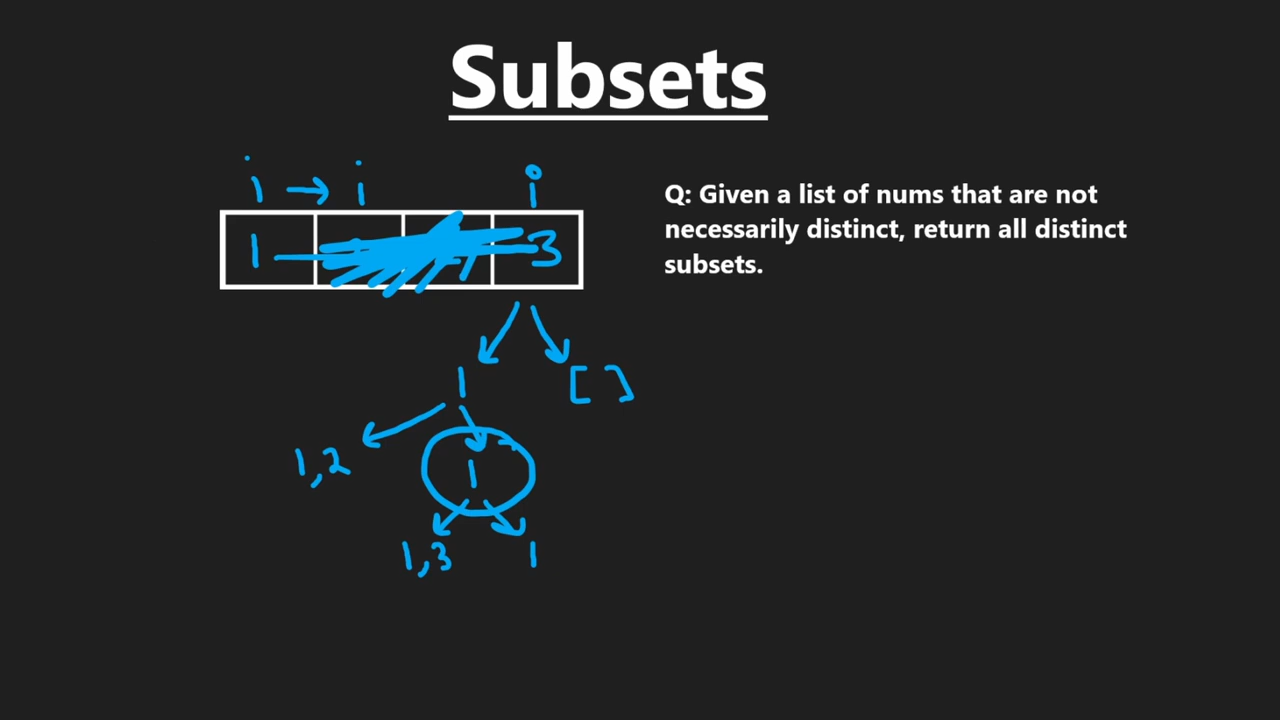 Subsets
i → i i
Q: Given a list of nums that are not
necessarily distinct, return all distinct
subsets.
1 3
1 [ ]
1,2 1
1,3 1